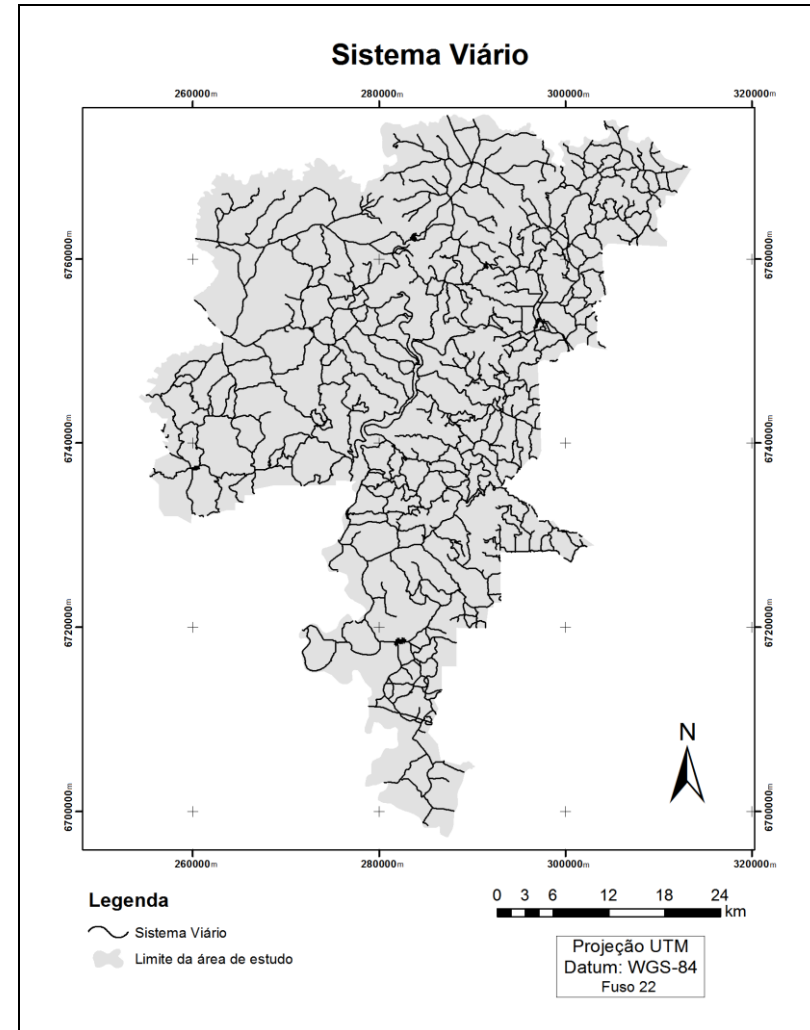 Sistema Viário
260000m
280000m
300000m
320000m
6760000m
6760000m
6740000m
6740000m
6720000m
6720000m
6700000m
6700000m
N
260000m
280000m
300000m
320000m
Legenda
Sistema Viário
Limite da área de estudo
0 3 6 12 18 24
km
Projeção UTM
Datum: WGS-84
Fuso 22